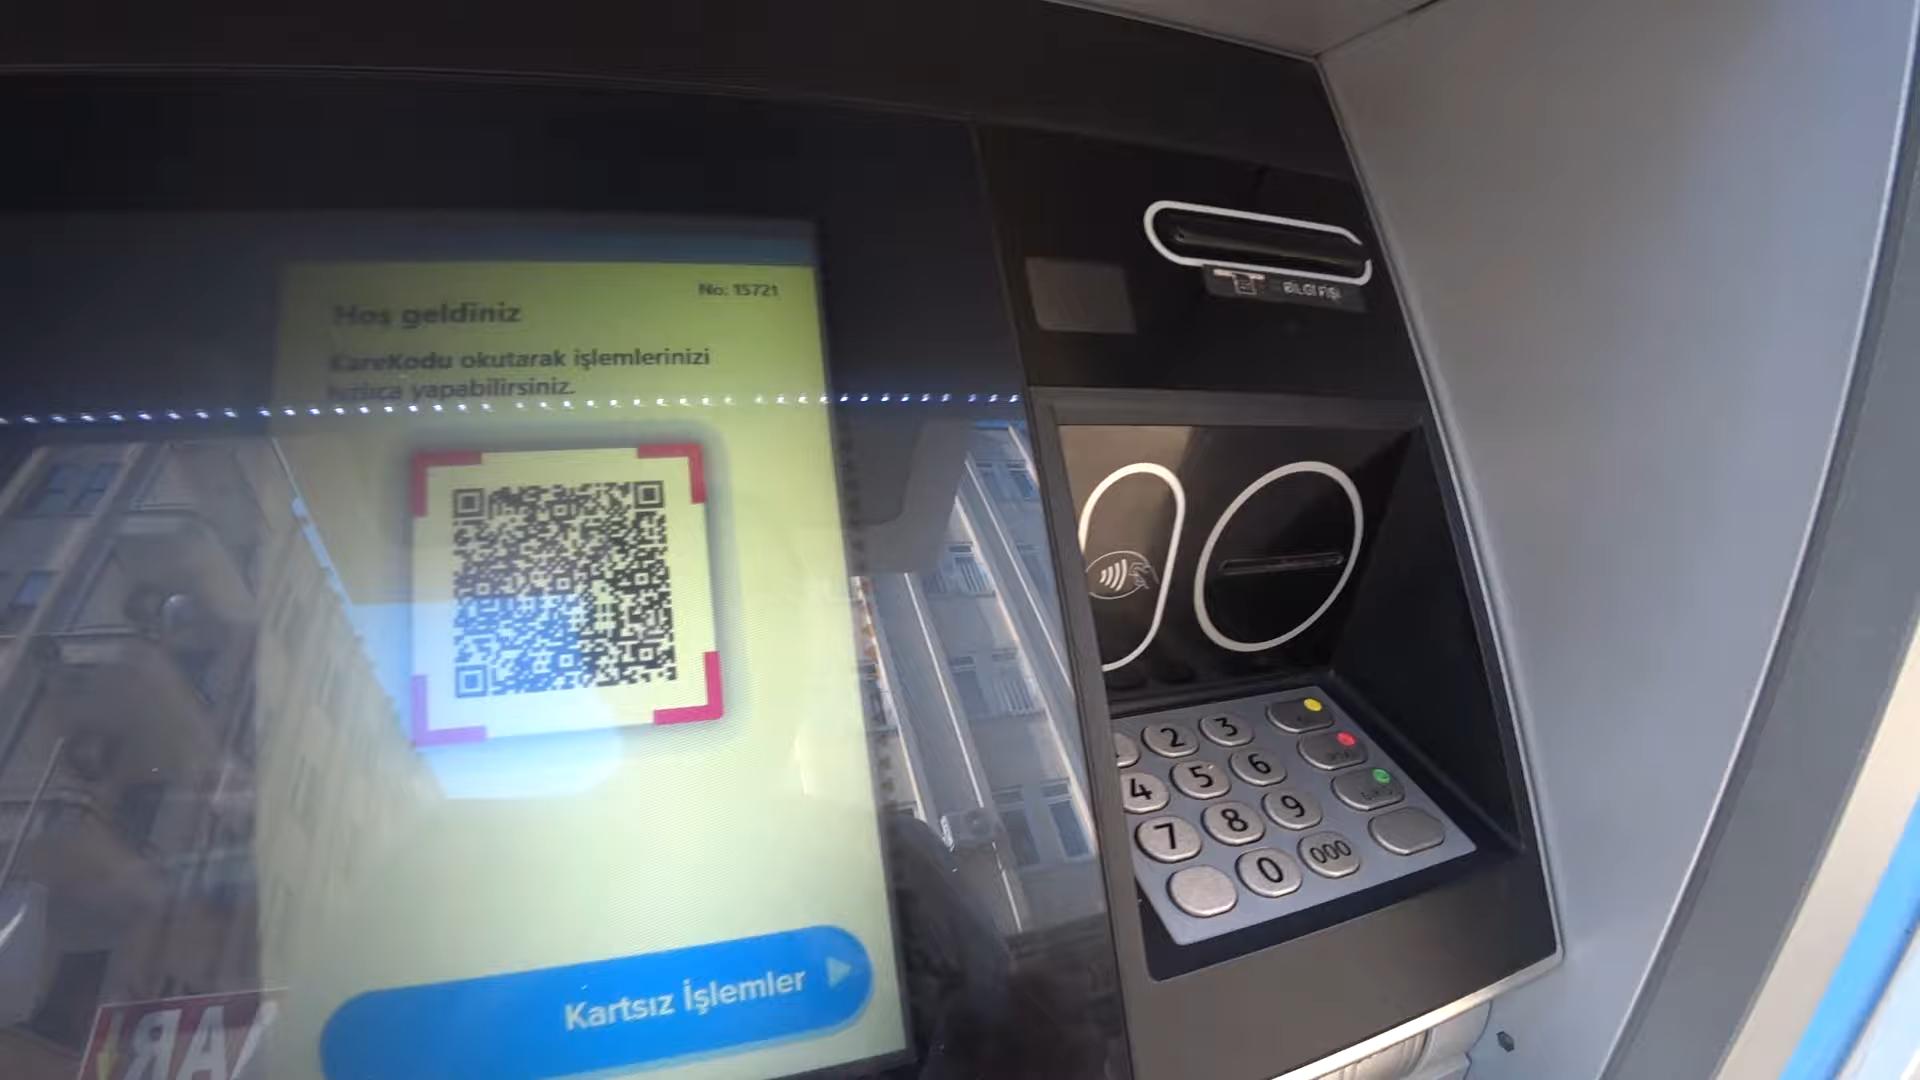 No: 15721
Hoş geldiniz
KareKodu okutarak işlemlerinizi
hızlıca yapabilirsiniz.
Kartsız İşlemler
BİLGİ FİŞİ
2 3
4 5 6
7 8 9
0 000